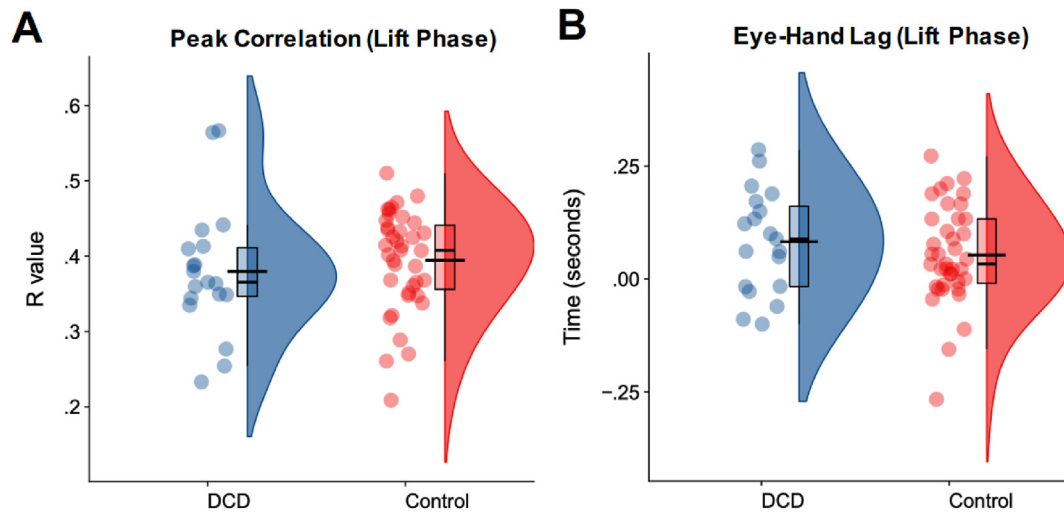 A
Peak Correlation (Lift Phase)
R value
.6
.5
.4
.3
.2
DCD
Control
B
Eye-Hand Lag (Lift Phase)
Time (seconds)
.25
.00
−.25
DCD
Control